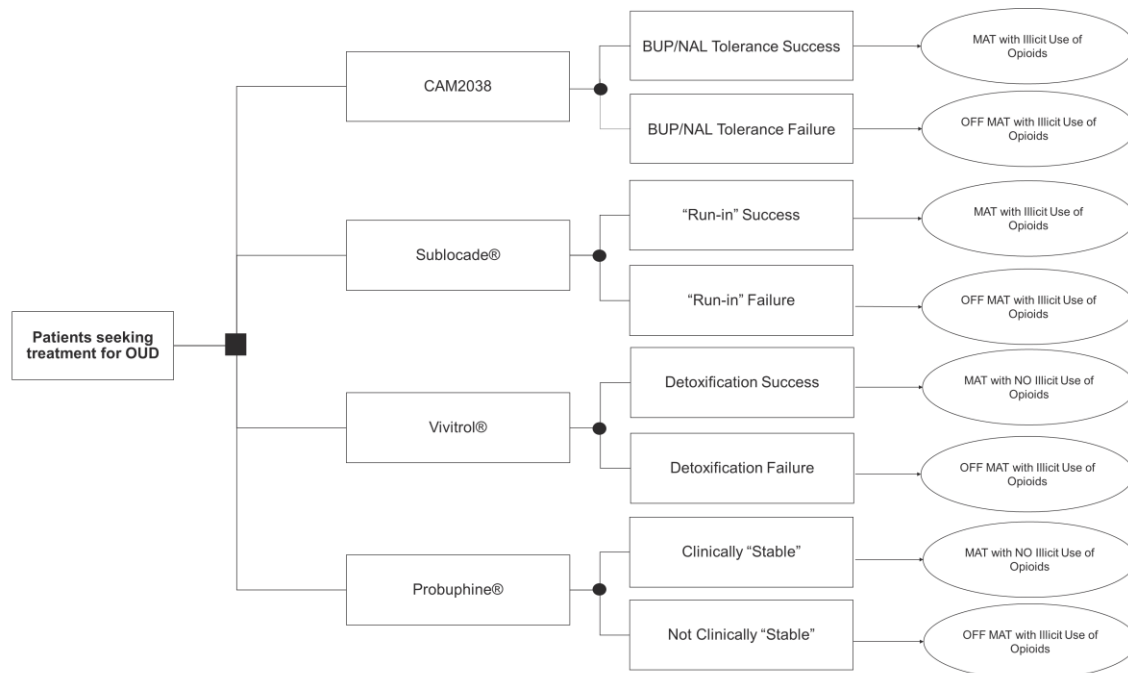 Patients seeking
treatment for OUD
CAM2038
BUP/NAL Tolerance Success
MAT with Illicit Use of
Opioids
BUP/NAL Tolerance Failure
OFF MAT with Illicit Use of
Opioids
Sublocade®
“Run-in” Success
MAT with Illicit Use of
Opioids
“Run-in” Failure
OFF MAT with Illicit Use of
Opioids
Vivitrol®
Detoxification Success
MAT with NO Illicit Use of
Opioids
Detoxification Failure
OFF MAT with Illicit Use of
Opioids
Probuphine®
Clinically “Stable”
MAT with NO Illicit Use of
Opioids
Not Clinically “Stable”
OFF MAT with Illicit Use of
Opioids